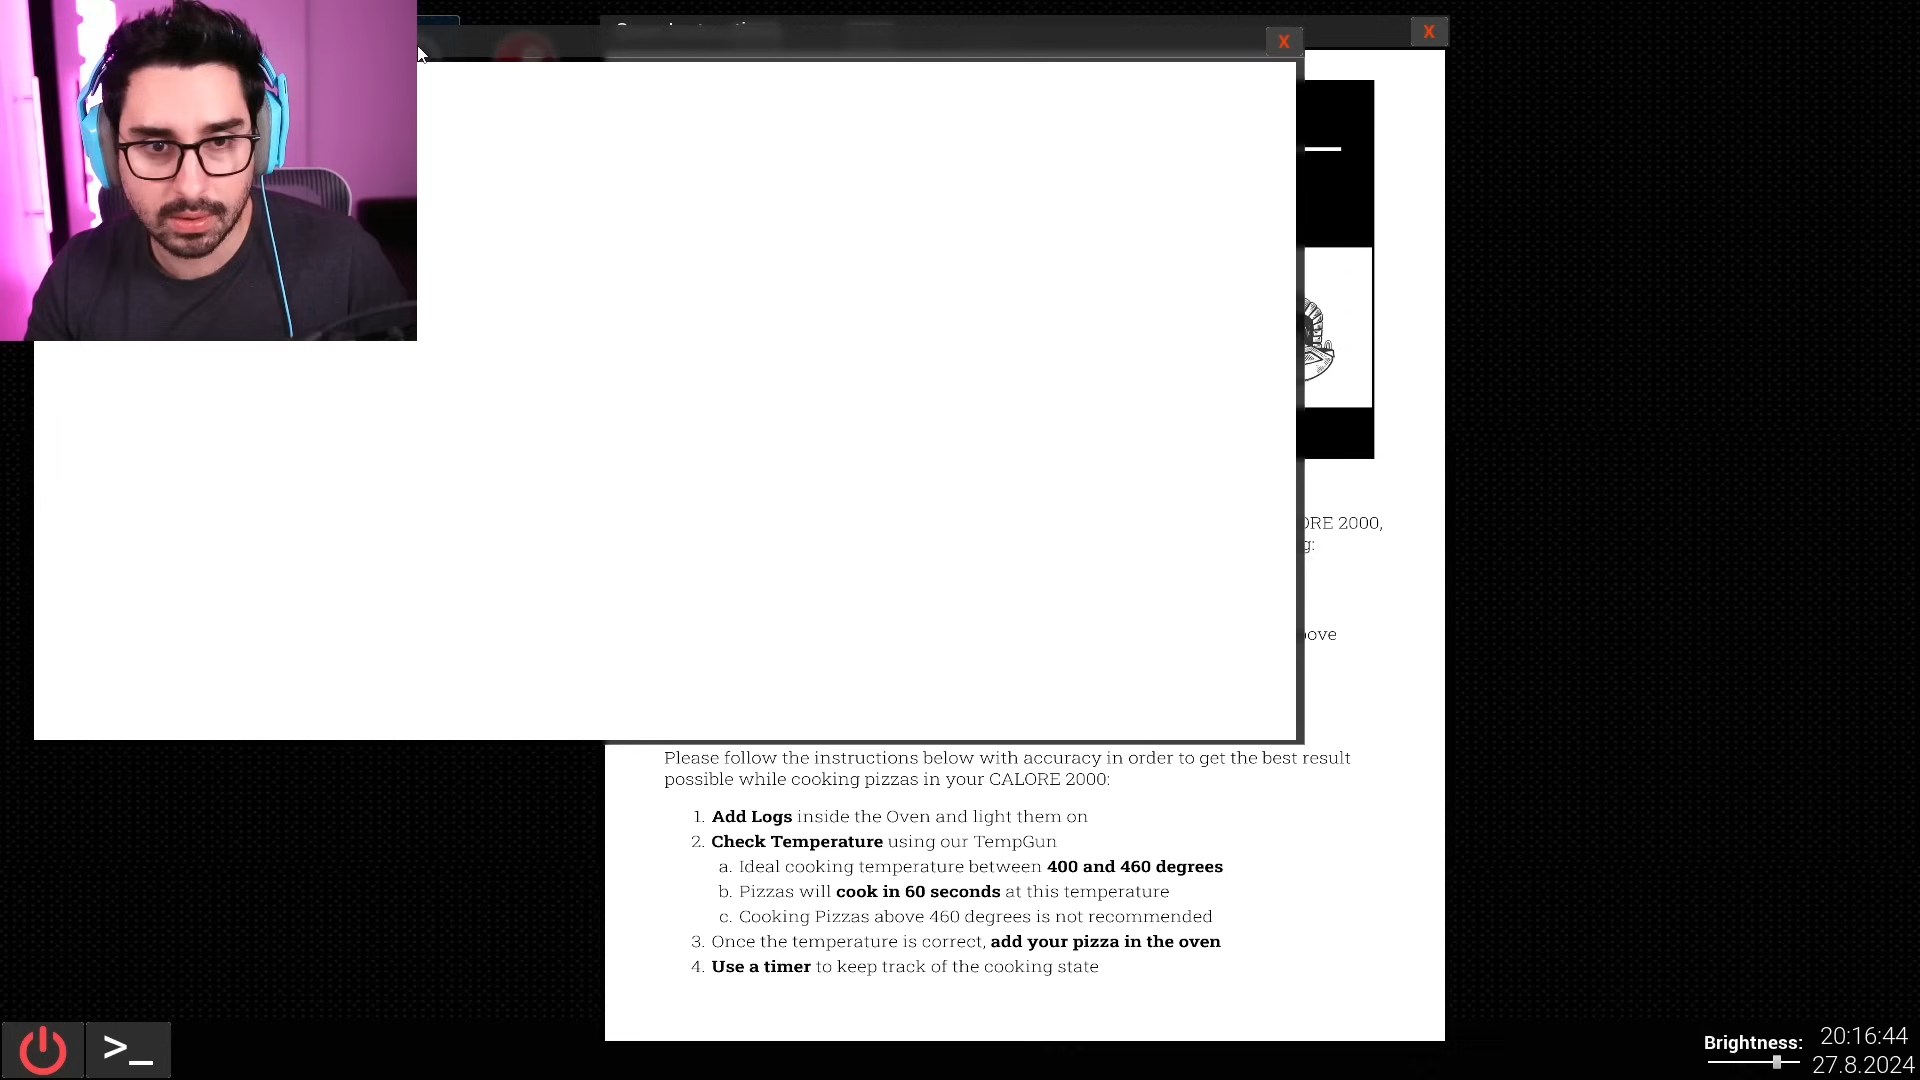 X
X
ORE 2000,
g:
ove
Please follow the instructions below with accuracy in order to get the best result
possible while cooking pizzas in your CALORE 2000:
1. Add Logs inside the Oven and light them on
2. Check Temperature using our TempGun
a. Ideal cooking temperature between 400 and 460 degrees
b. Pizzas will cook in 60 seconds at this temperature
c. Cooking Pizzas above 460 degrees is not recommended
3. Once the temperature is correct, add your pizza in the oven
4. Use a timer to keep track of the cooking state
>_
Brightness:
20:16:44
27.8.2024